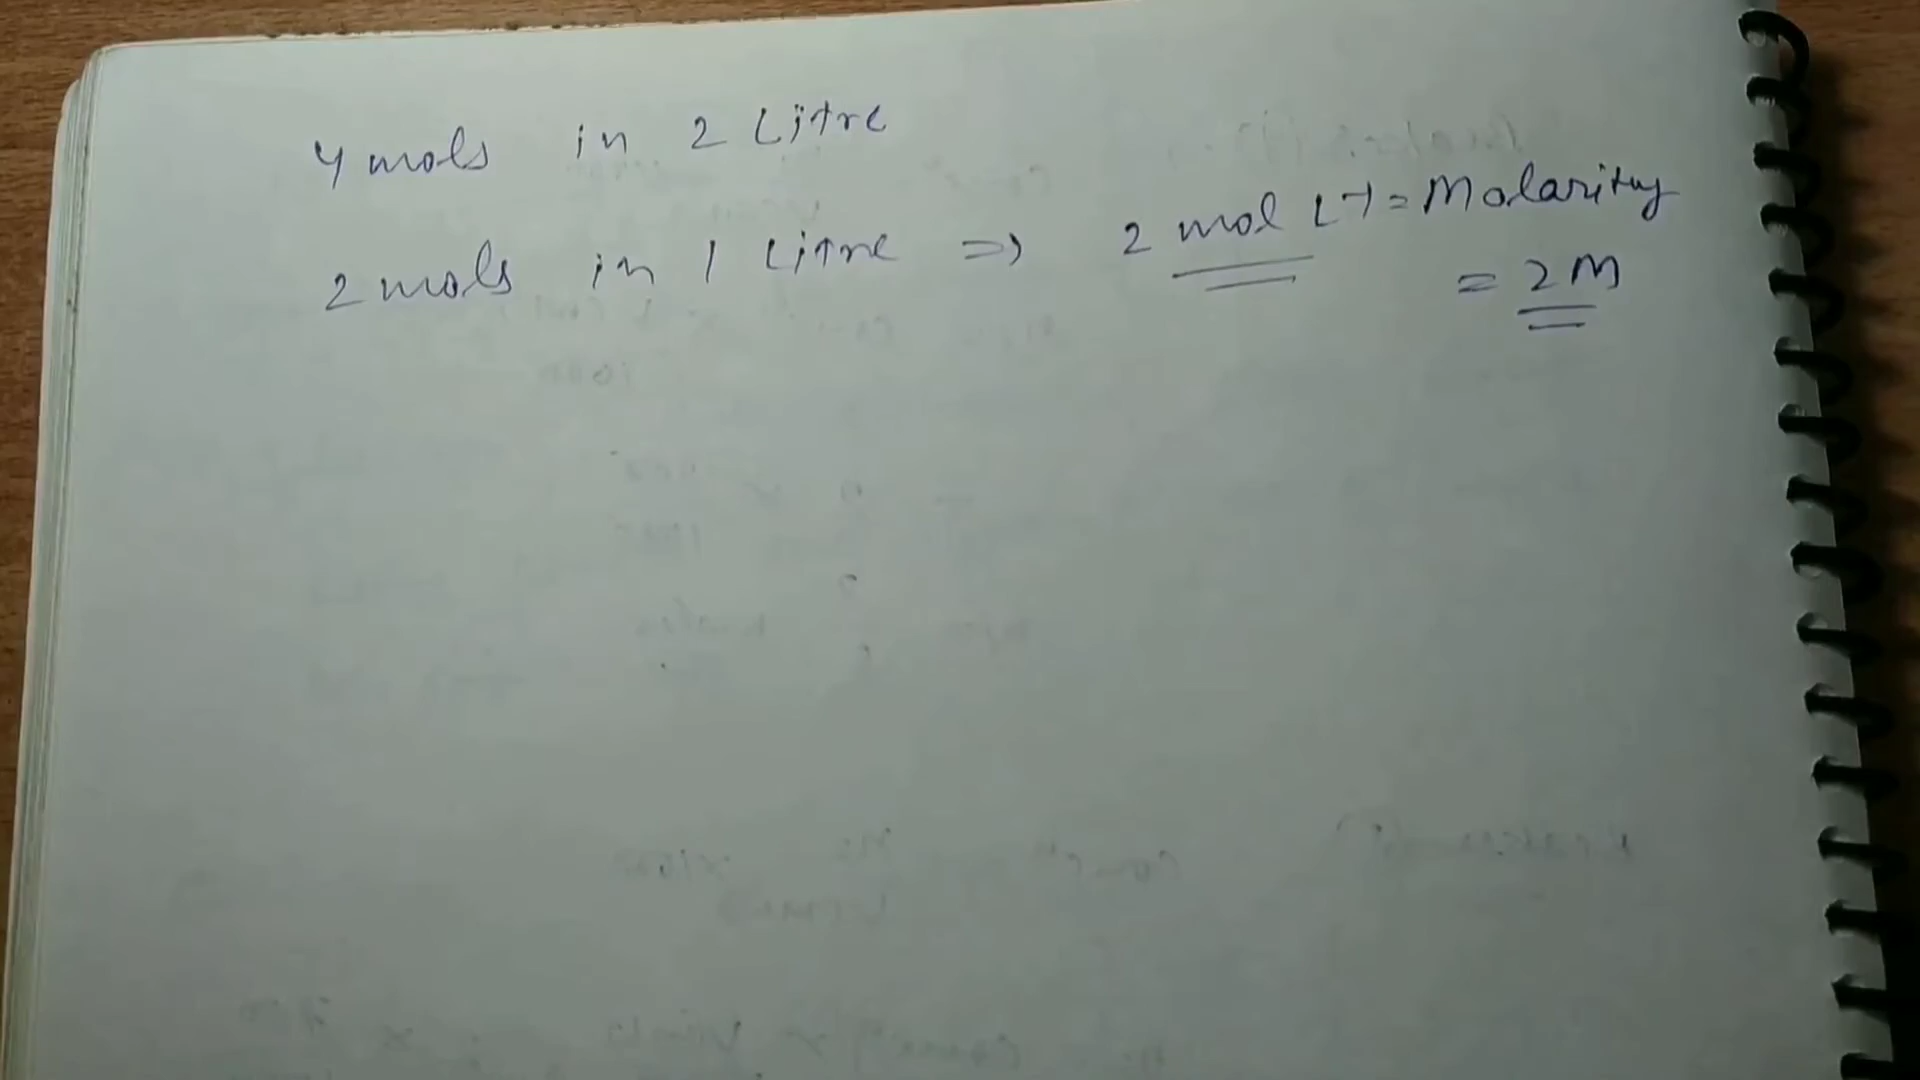 4 mols in 2 Litre
2 mols in 1 Litre => 2 mol L-1 = Molarity
= 2M